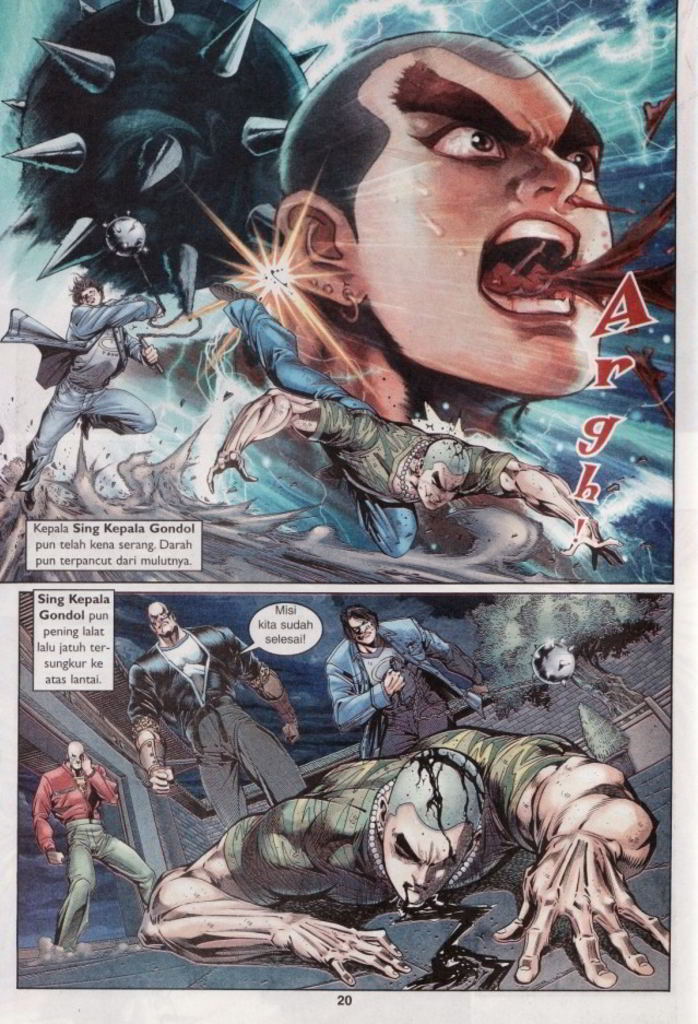 Argh!
Kepala Sing Kepala Gondol
pun telah kena serang. Darah
pun terpancut dari mulutnya.
Sing Kepala
Gondol pun
pening lalat
lalu jatuh ter-
sungkur ke
atas lantai.
Misi
kita sudah
selesai!
20